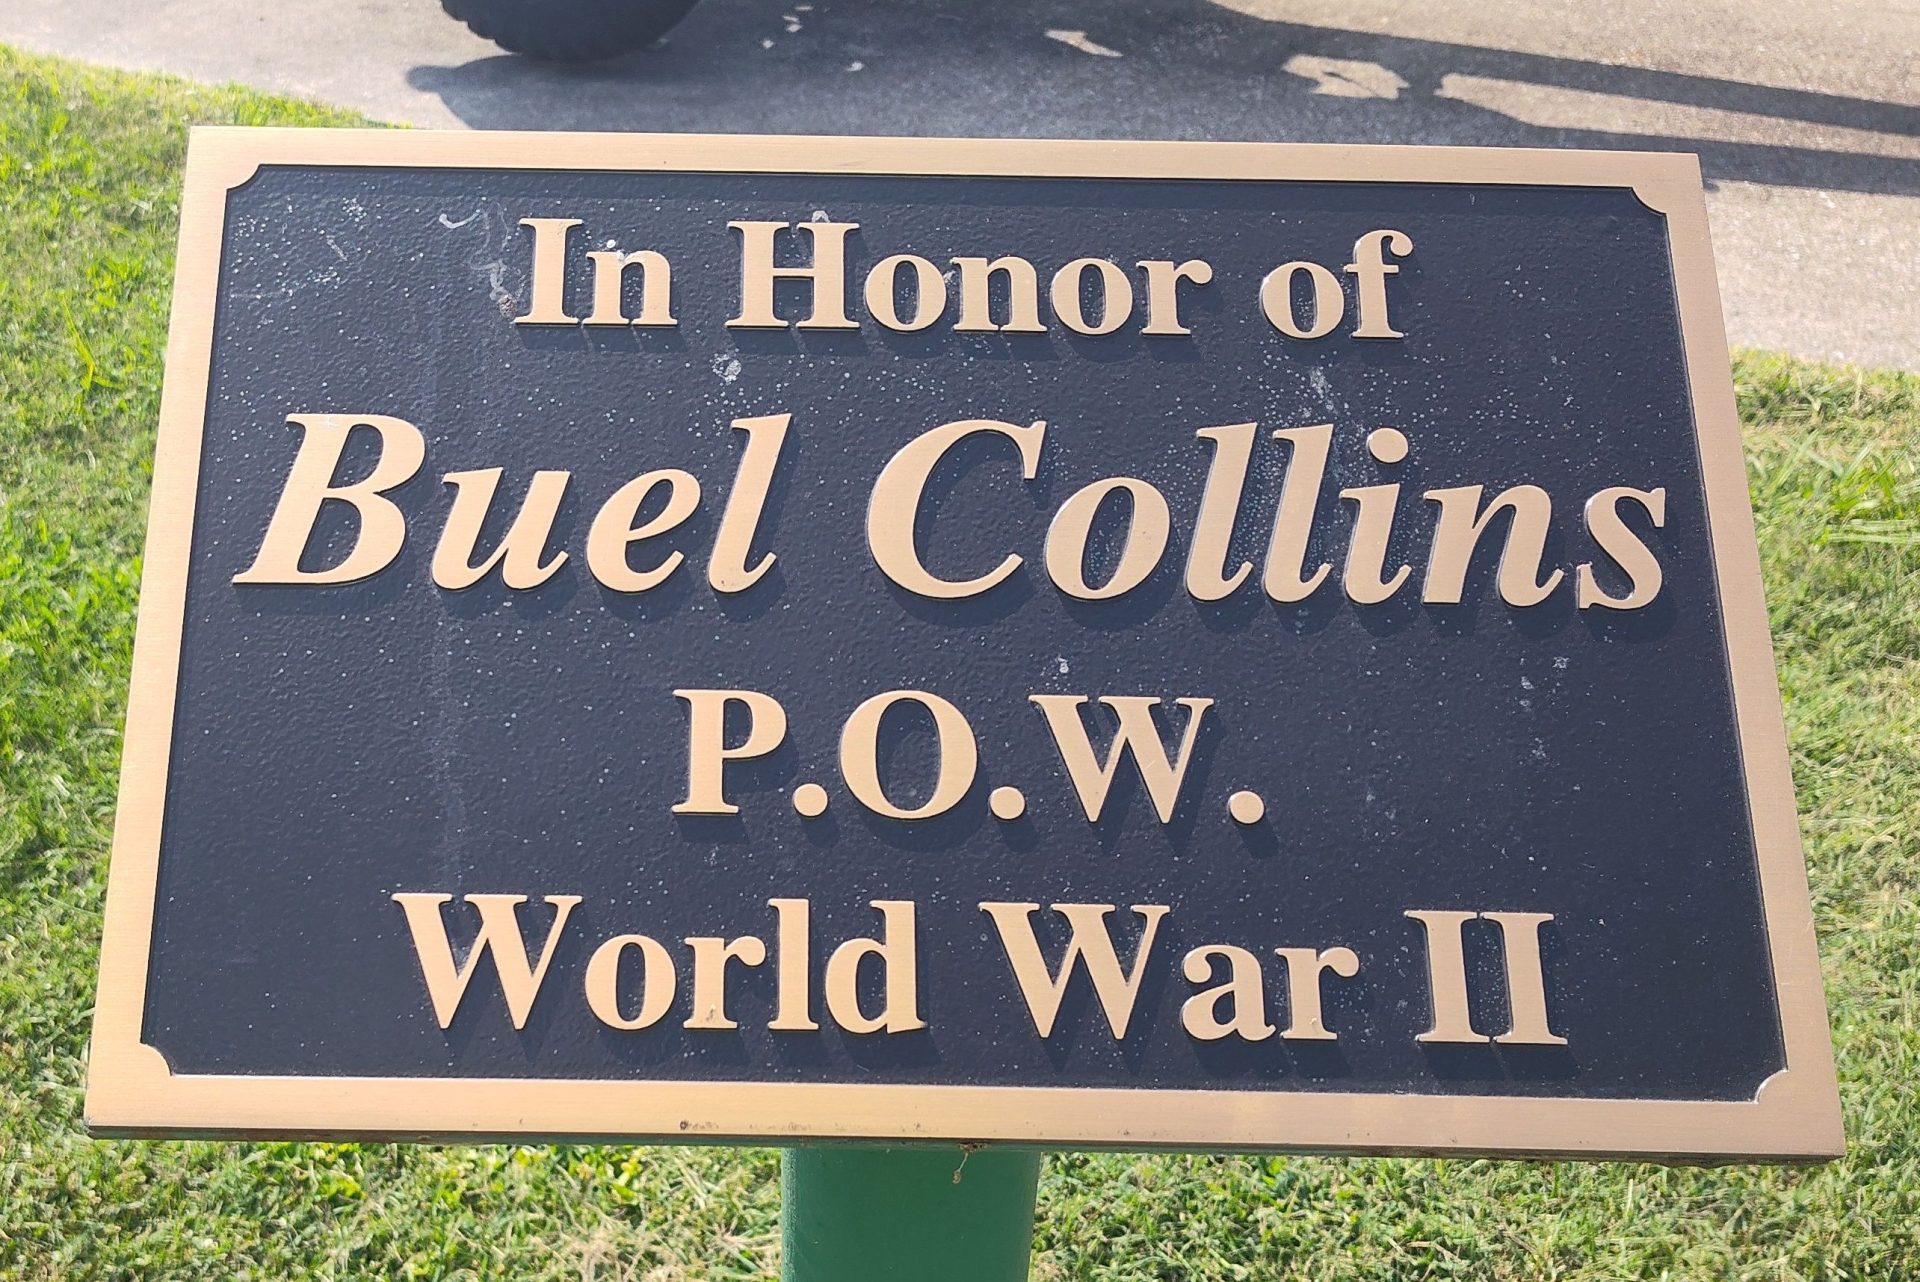 In Honor of
Buel Collins
P.O.W.
World War II